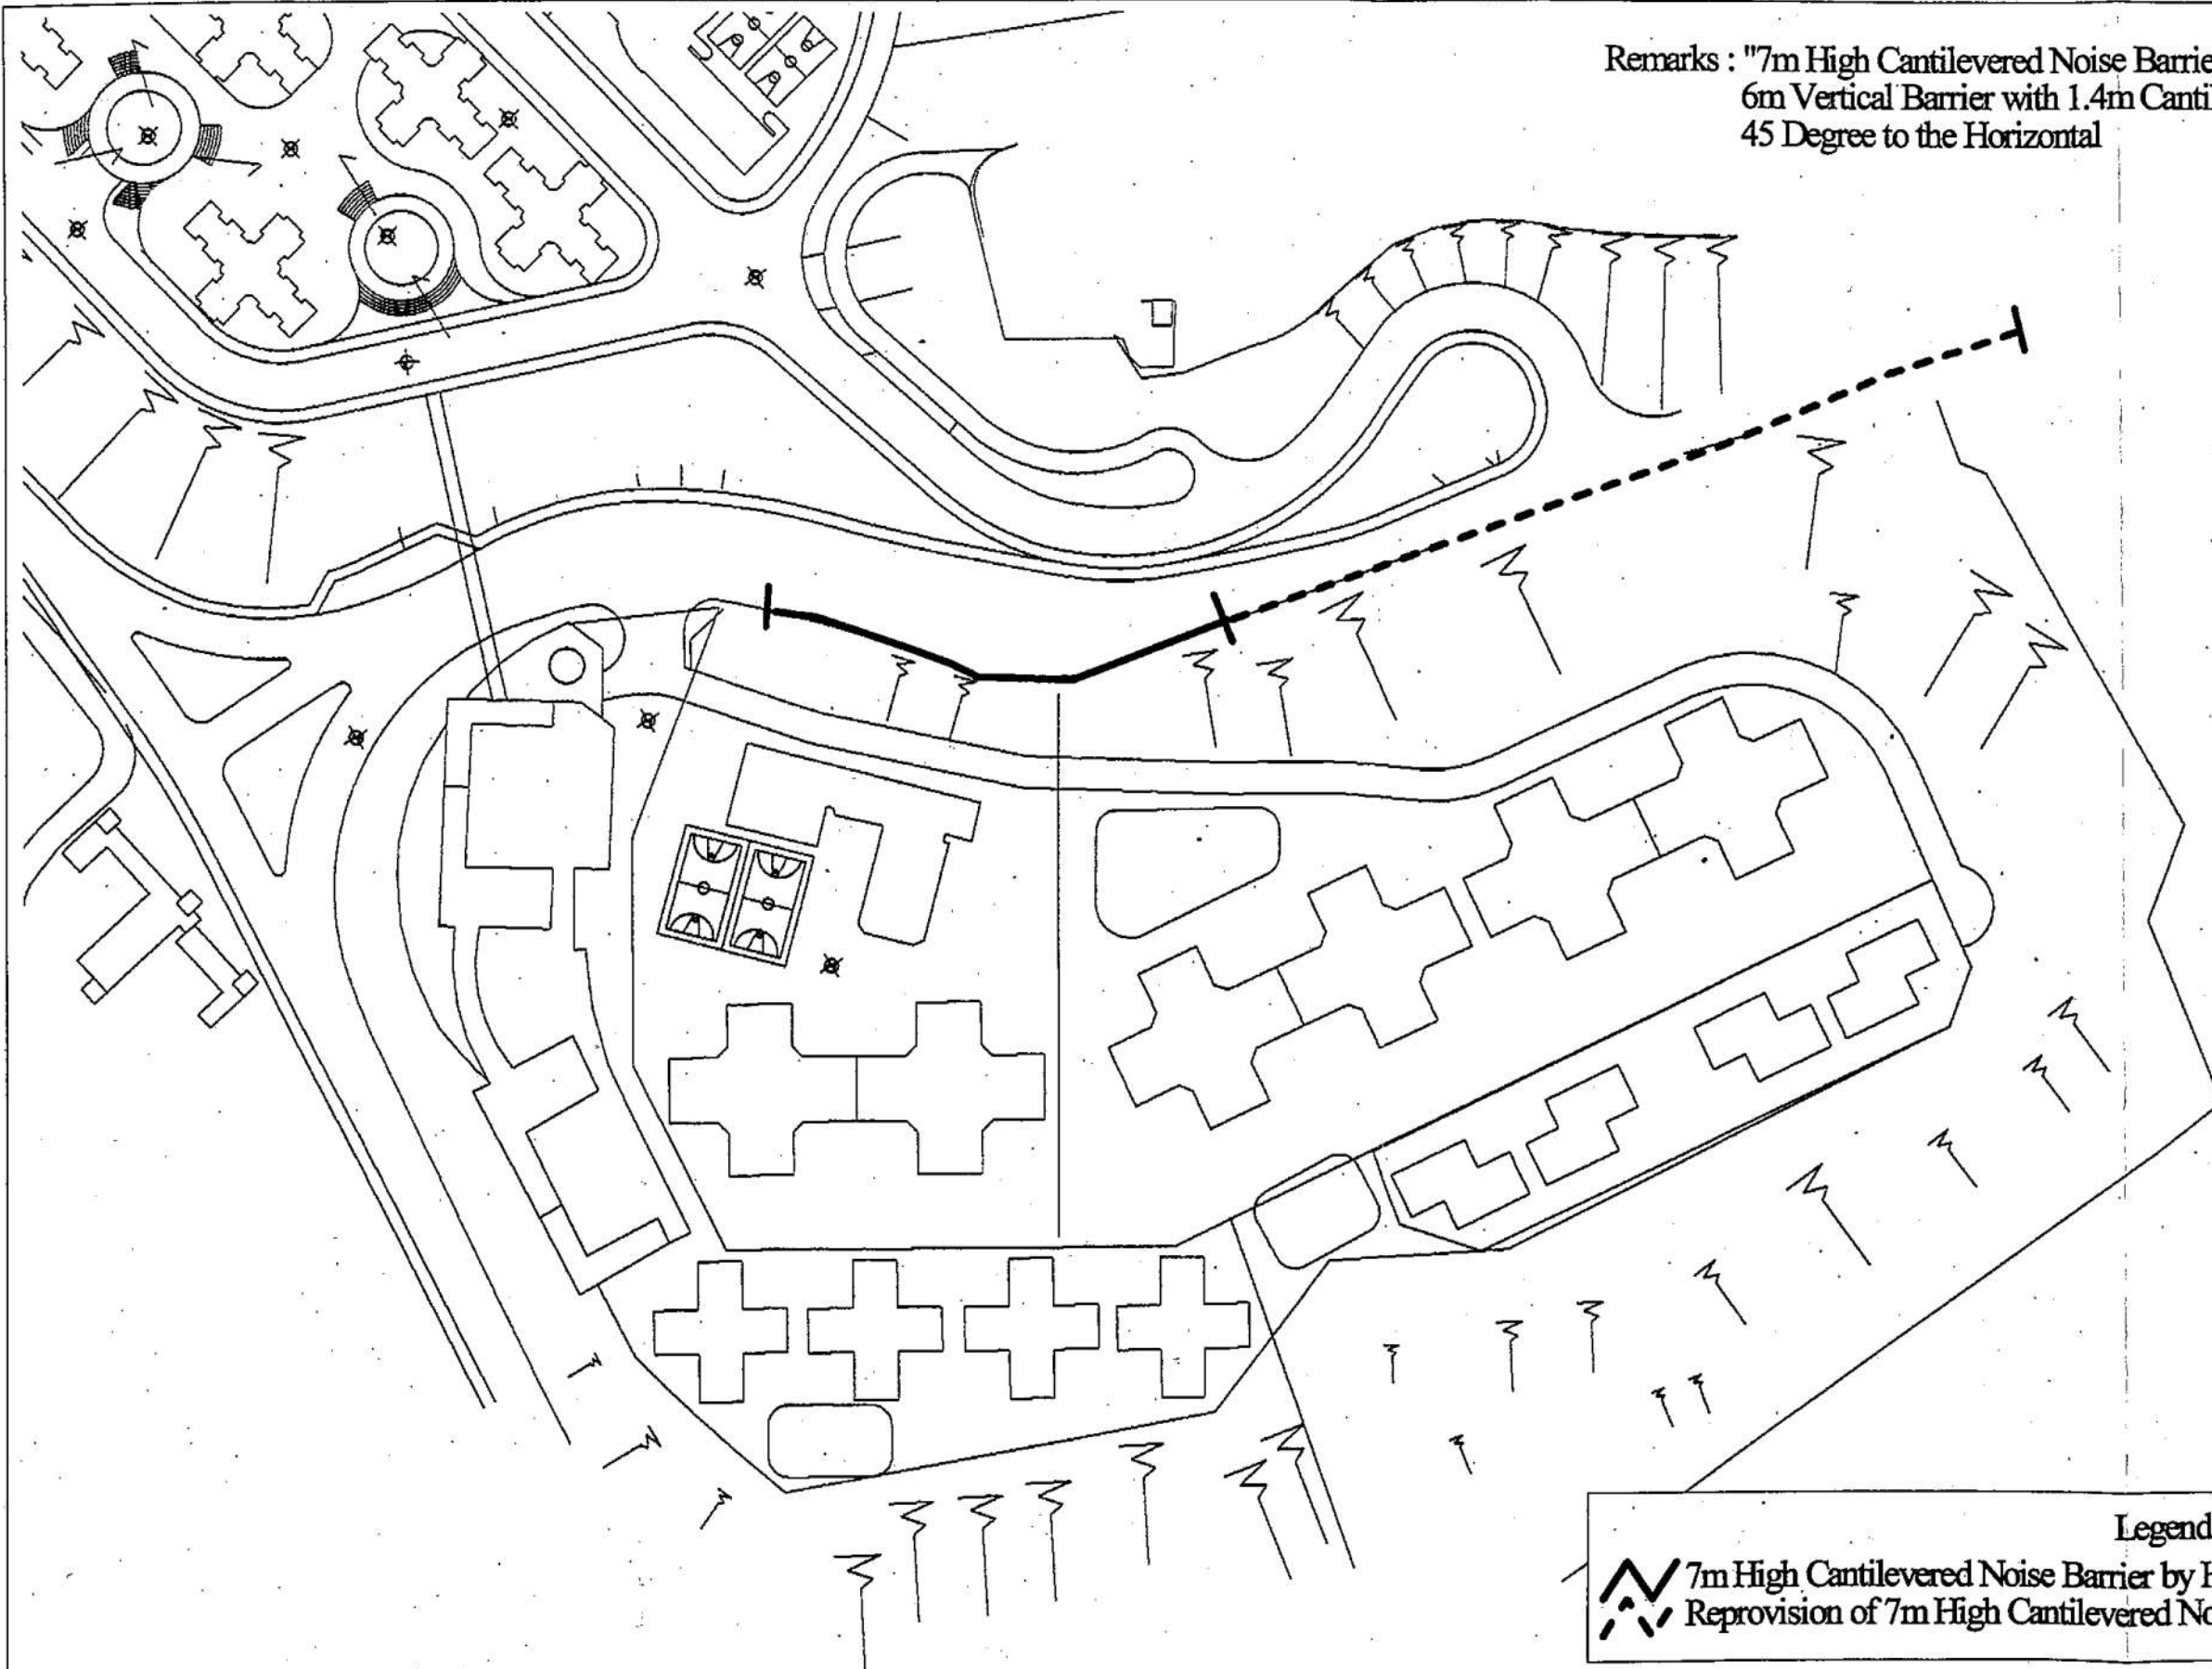 Remarks : "7m High Cantilevered Noise Barrie
6m Vertical Barrier with 1.4m Canti
45 Degree to the Horizontal
Legend
7m High Cantilevered Noise Barrier by H
Reprovision of 7m High Cantilevered No